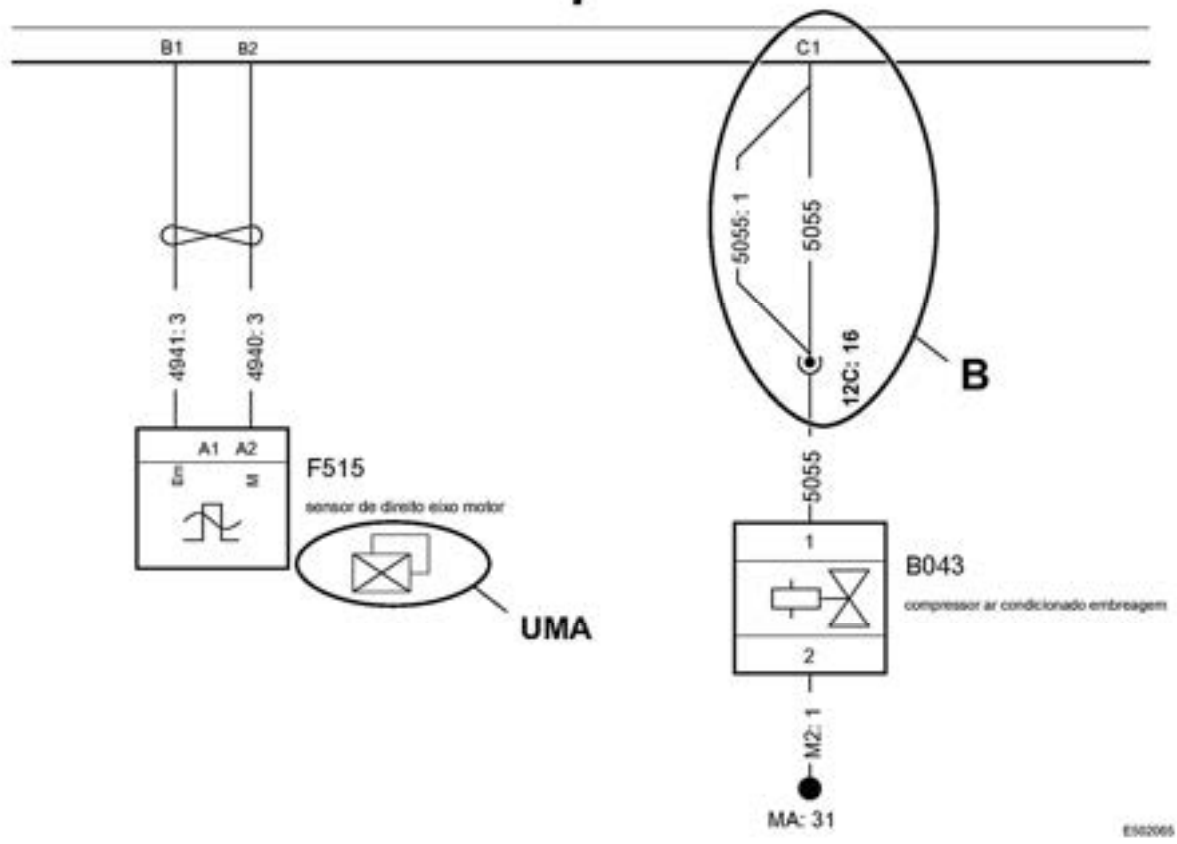 B1
B2
C1
5055: 1
5055
12C: 16
B
4941: 3
4940: 3
A1
A2
M
F515
sensor de direito eixo motor
UMA
5055
1
B043
compressor ar condicionado embreagem
2
M2: 1
MA: 31
E502065